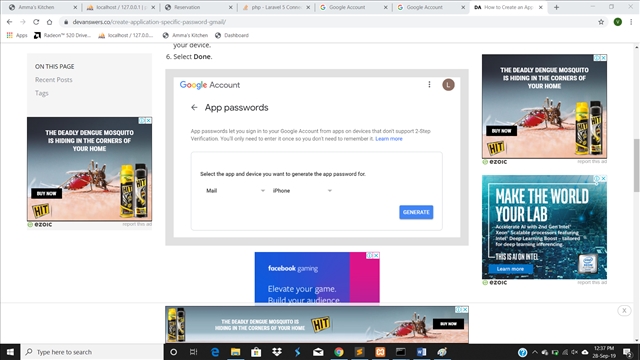 Amma's Kitchen
localhost / 127.0.0.1
Reservation
php - Laravel 5 Conn
Google Account
Google Account
DA How to Create an App
devanswers.co/create-application-specific-password-gmail/
V
Apps
Radeon™ 520 Drive...
localhost / 127.0.0...
Amma's Kitchen
Dashboard
ON THIS PAGE
Recent Posts
Tags
your device.
6. Select Done.
Google Account
L
App passwords
App passwords let you sign in to your Google Account from apps on devices that don't support 2-Step
Verification. You'll only need to enter it once so you don't need to remember it. Learn more
Select the app and device you want to generate the app password for.
Mail
iPhone
GENERATE
THE DEADLY DENGUE MOSQUITO
IS HIDING IN THE CORNERS OF
YOUR HOME
BUY NOW
HIT
ezoic
report this ad
THE DEADLY DENGUE MOSQUITO
IS HIDING IN THE CORNERS OF
YOUR HOME
BUY NOW
HIT
ezoic
report this ad
MAKE THE WORLD
YOUR LAB
Accelerate AI with 2nd Gen Intel®
Xeon® Scalable processors featuring
Intel® Deep Learning Boost – tailored
for deep learning inferencing.
THIS IS AI ON INTEL
Learn more
ezoic
report this ad
facebook gaming
Elevate your game.
Build your audience.
THE DEADLY DENGUE MOSQUITO
IS HIDING IN THE CORNERS OF YOUR HOME
HIT
BUY NOW
ezoic
report this ad
Type here to search
12:37 PM
28-Sep-19